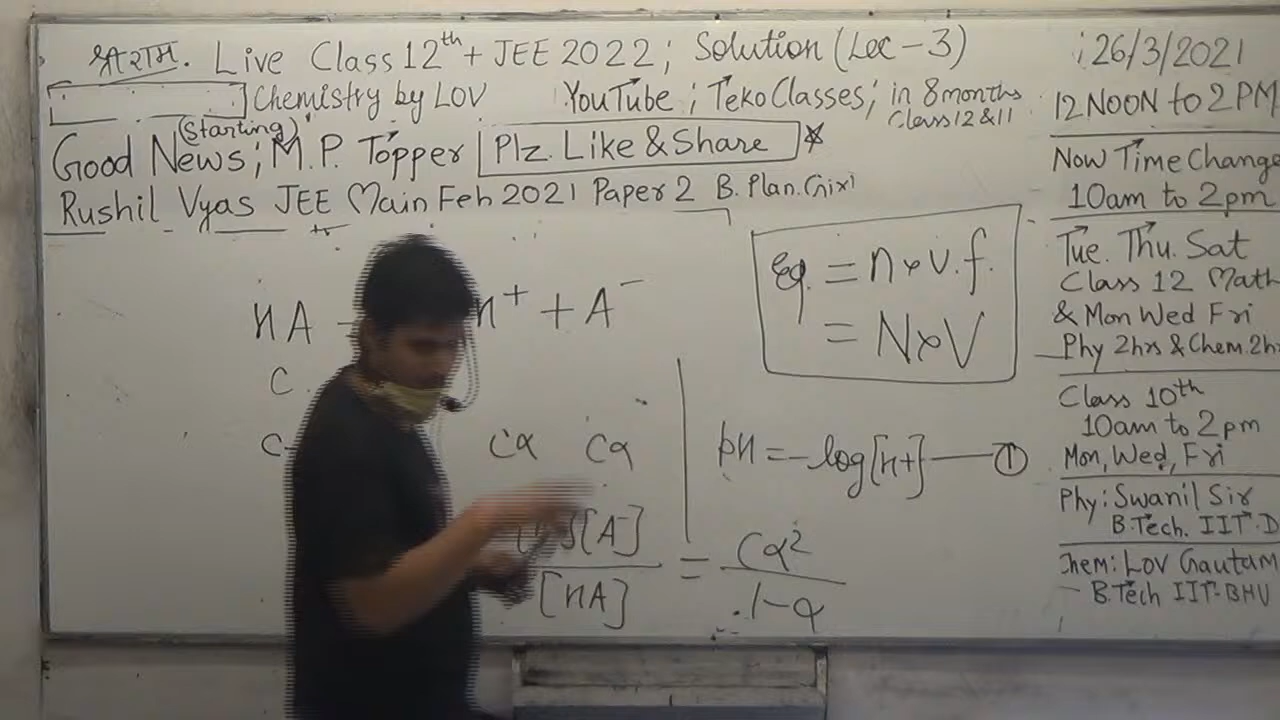 श्री राम. Live Class 12th + JEE 2022 ; Solution (Lec - 3)
Chemistry by LOV YouTube ; TekoClasses ; in 8 months
Class 12 & 11
(Starting)
Good News ; M.P. Topper Plz. Like & Share
Rushil Vyas JEE Main Feb 2021 Paper 2 B. Plan.
Eq. = n × v.f.
= N × V
HA + A⁻
C
C Cα Cα
pH = -log[H+] — ①
[A⁻] / [HA] = Cα² / 1-α
26/3/2021
12 NOON to 2 PM
Now Time Change
10am to 2pm
Tue. Thu. Sat
Class 12 Math
& Mon Wed Fri
Phy 2hrs & Chem. 2h
Class 10th
10am to 2pm
Mon, Wed, Fri
Phy : Swanil Sir
B.Tech. IIT-D
Chem : Lov Gautam
B.Tech IIT-BHU